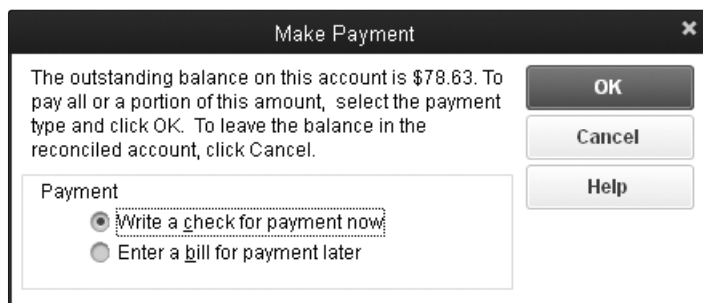 Make Payment
The outstanding balance on this account is $78.63. To
pay all or a portion of this amount,  select the payment
type and click OK.  To leave the balance in the
reconciled account, click Cancel.
OK
Cancel
Help
Payment
Write a check for payment now
Enter a bill for payment later